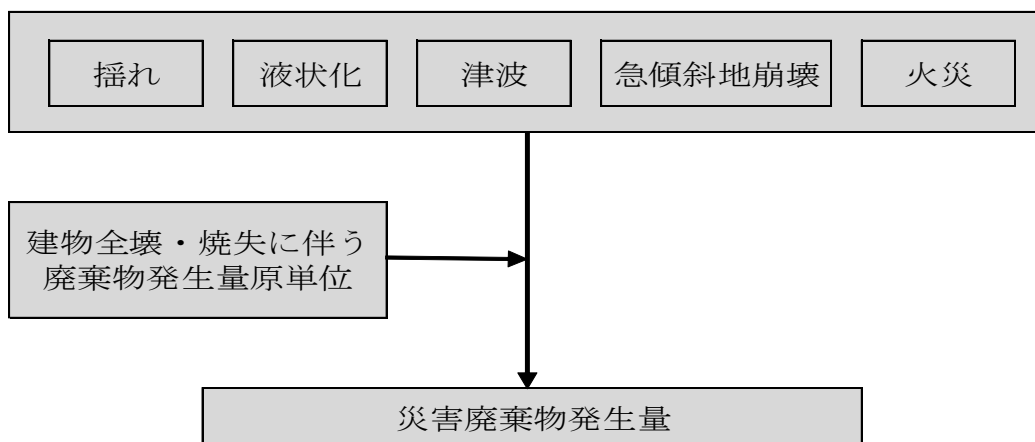 揺れ
液状化
津波
急傾斜地崩壊
火災
建物全壊・焼失に伴う
廃棄物発生量原単位
災害廃棄物発生量